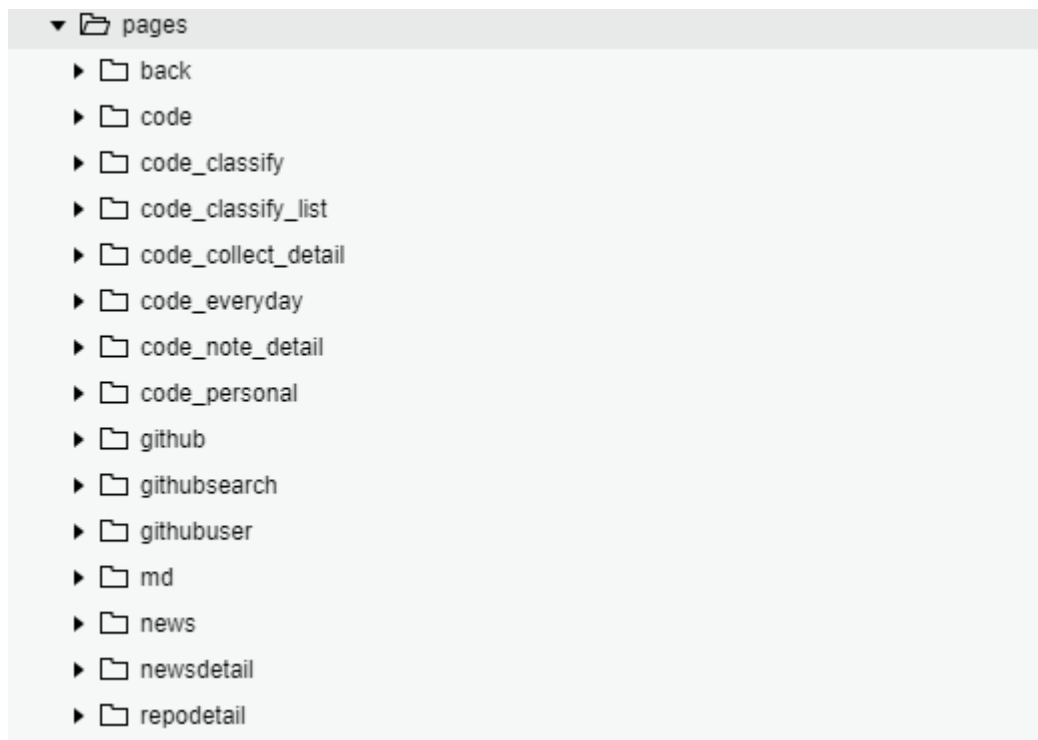 pages
back
code
code_classify
code_classify_list
code_collect_detail
code_everyday
code_note_detail
code_personal
github
githubsearch
githubuser
md
news
newsdetail
repodetail